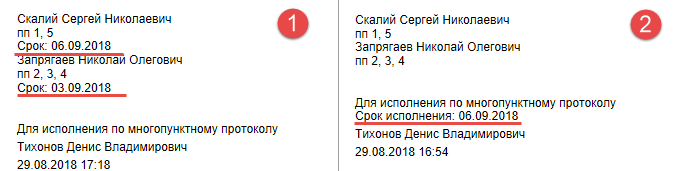 1
Скалий Сергей Николаевич
пп 1, 5
Срок: 06.09.2018
Запрягаев Николай Олегович
пп 2, 3, 4
Срок: 03.09.2018
Для исполнения по многопунктному протоколу
Тихонов Денис Владимирович
29.08.2018 17:18
2
Скалий Сергей Николаевич
пп 1, 5
Запрягаев Николай Олегович
пп 2, 3, 4
Для исполнения по многопунктному протоколу
Срок исполнения: 06.09.2018
Тихонов Денис Владимирович
29.08.2018 16:54